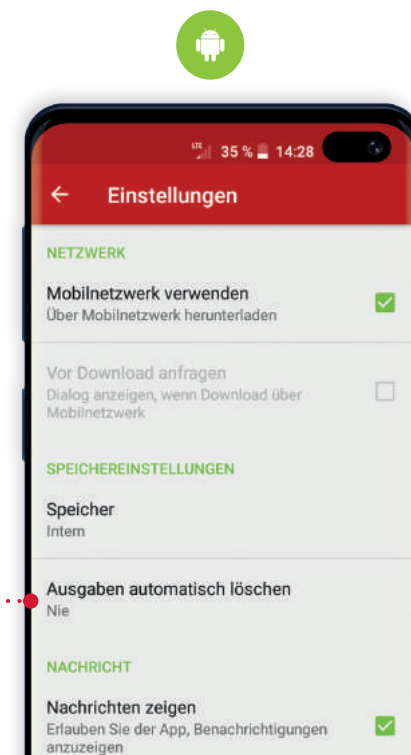 LTE 35 % 14:28
Einstellungen
NETZWERK
Mobilnetzwerk verwenden
Über Mobilnetzwerk herunterladen
Vor Download anfragen
Dialog anzeigen, wenn Download über
Mobilnetzwerk
SPEICHEREINSTELLUNGEN
Speicher
Intern
Ausgaben automatisch löschen
Nie
NACHRICHT
Nachrichten zeigen
Erlauben Sie der App, Benachrichtigungen
anzuzeigen